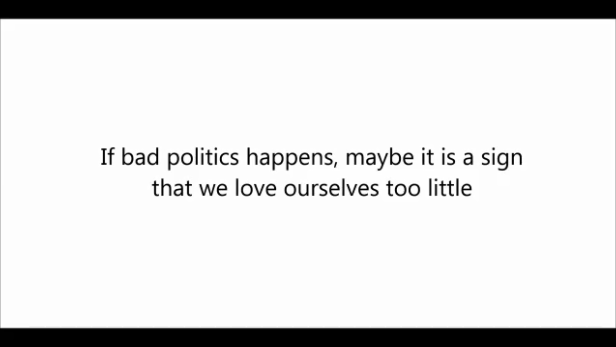 If bad politics happens, maybe it is a sign
that we love ourselves too little